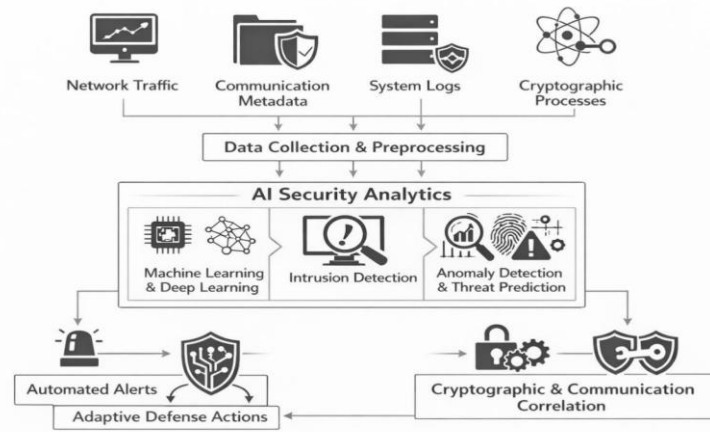 Network Traffic
Communication
Metadata
System Logs
Cryptographic
Processes
Data Collection & Preprocessing
AI Security Analytics
Machine Learning
& Deep Learning
Intrusion Detection
Anomaly Detection
& Threat Prediction
Automated Alerts
Adaptive Defense Actions
Cryptographic & Communication
Correlation